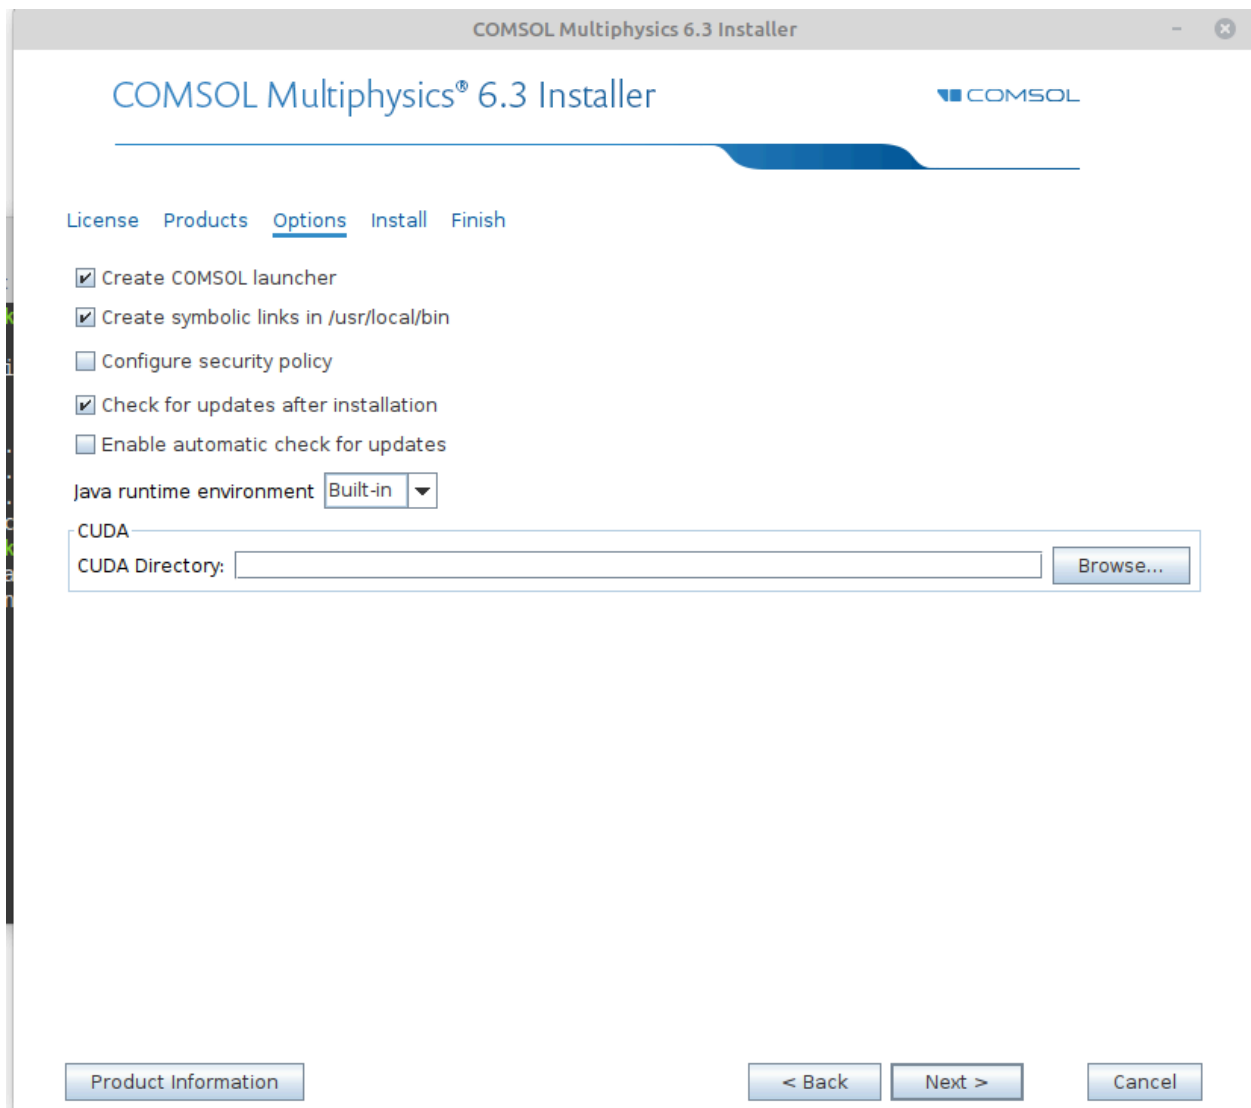 COMSOL Multiphysics 6.3 Installer
COMSOL Multiphysics® 6.3 Installer
COMSOL
License Products Options Install Finish
Create COMSOL launcher
Create symbolic links in /usr/local/bin
Configure security policy
Check for updates after installation
Enable automatic check for updates
Java runtime environment Built-in
CUDA
CUDA Directory: Browse...
Product Information < Back Next > Cancel